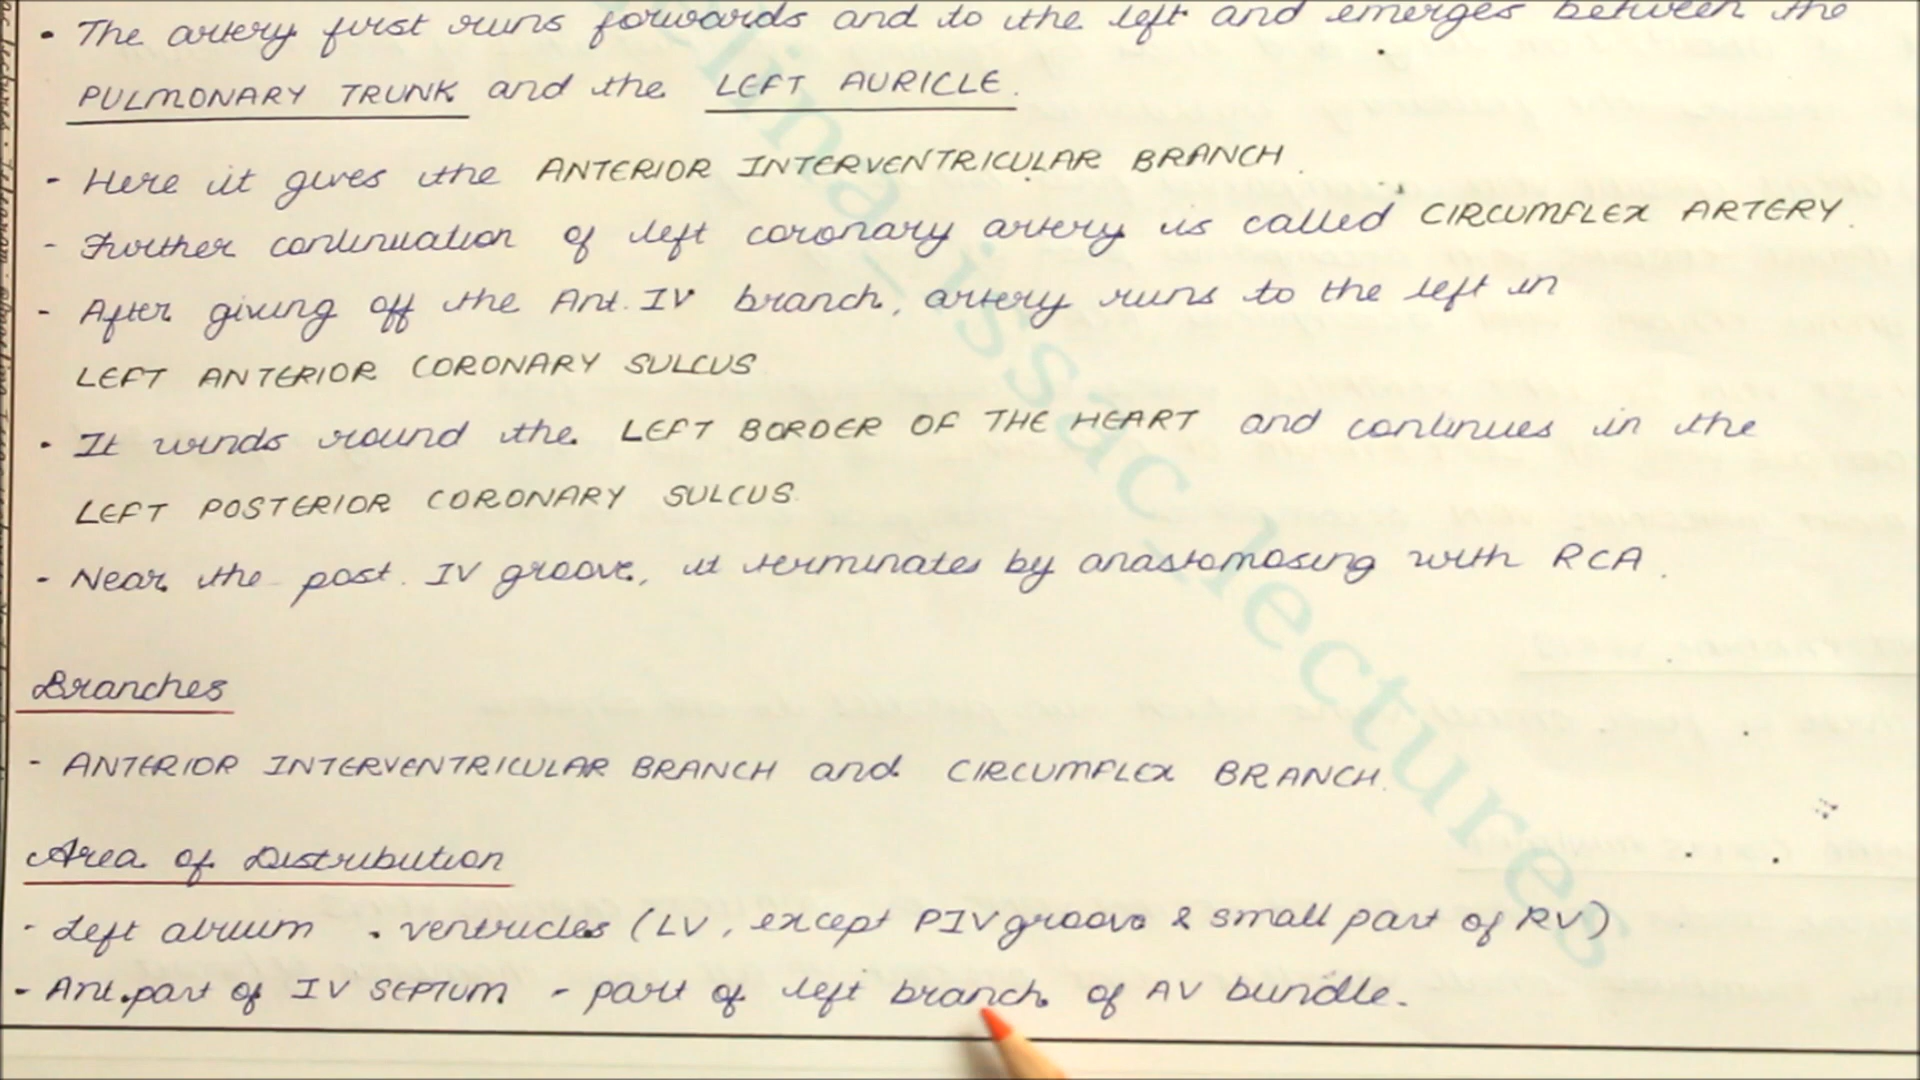 • The artery first runs forwards and to the left and emerges between the
PULMONARY TRUNK and the LEFT AURICLE.
- Here it gives the ANTERIOR INTERVENTRICULAR BRANCH.
- Further continuation of left coronary artery is called CIRCUMFLEX ARTERY.
- After giving off the Ant. IV branch, artery runs to the left in
LEFT ANTERIOR CORONARY SULCUS
• It winds round the LEFT BORDER OF THE HEART and continues in the
LEFT POSTERIOR CORONARY SULCUS.
- Near the post. IV groove, it terminates by anastomosing with RCA.
Branches
- ANTERIOR INTERVENTRICULAR BRANCH and CIRCUMFLEX BRANCH.
Area of Distribution
- Left atrium • ventricles (LV, except PIV groove & small part of RV)
- Ant. part of IV SEPTUM - part of left branch of AV bundle.
lina_issac_lectures